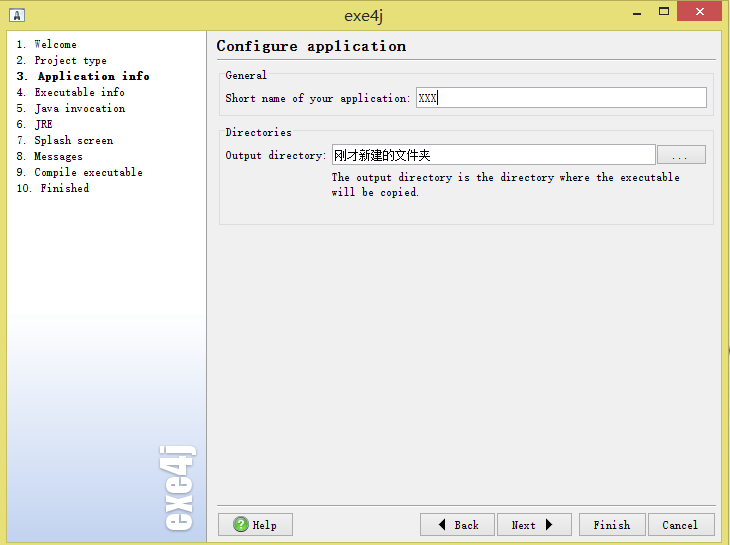 exe4j
1. Welcome
2. Project type
3. Application info
4. Executable info
5. Java invocation
6. JRE
7. Splash screen
8. Messages
9. Compile executable
10. Finished
exe4j
Configure application
General
Short name of your application: XXX
Directories
Output directory: 刚才新建的文件夹 ...
The output directory is the directory where the executable
will be copied.
Help Back Next Finish Cancel